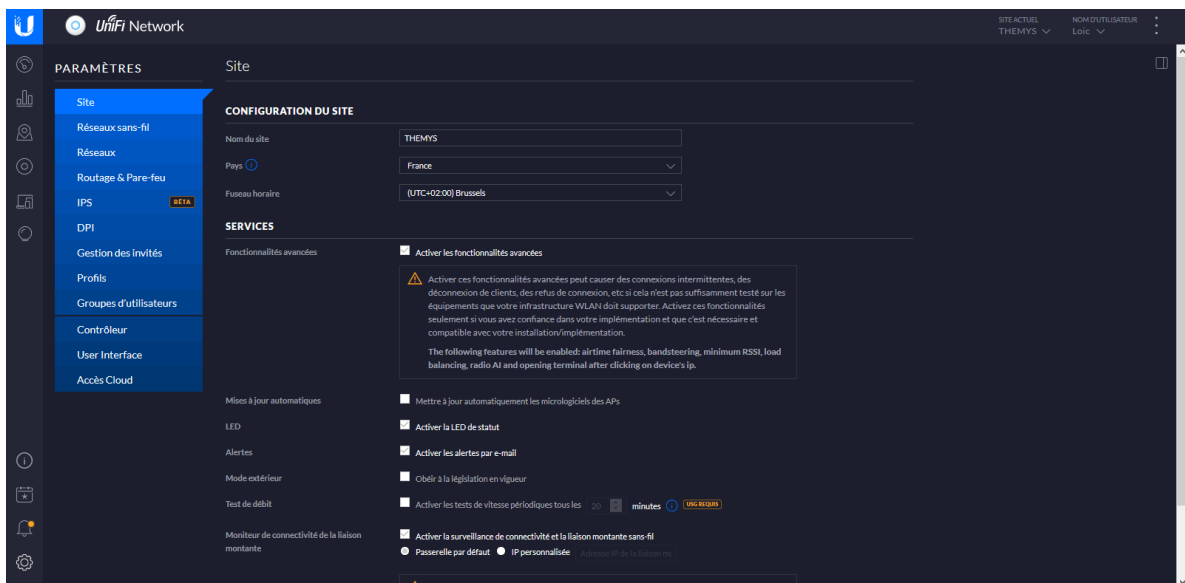 UniFi Network
SITE ACTUEL
THEMYS
NOM D'UTILISATEUR
Loic
PARAMÈTRES
Site
Réseaux sans-fil
Réseaux
Routage & Pare-feu
IPS
BÊTA
DPI
Gestion des invités
Profils
Groupes d'utilisateurs
Contrôleur
User Interface
Accès Cloud
Site
CONFIGURATION DU SITE
Nom du site
THEMYS
Pays
France
Fuseau horaire
(UTC+02:00) Brussels
SERVICES
Fonctionnalités avancées
Activer les fonctionnalités avancées
Activer ces fonctionnalités avancées peut causer des connexions intermittentes, des
déconnexion de clients, des refus de connexion, etc si cela n'est pas suffisamment testé sur les
équipements que votre infrastructure WLAN doit supporter. Activez ces fonctionnalités
seulement si vous avez confiance dans votre implémentation et que c'est nécessaire et
compatible avec votre installation/implémentation.
The following features will be enabled: airtime fairness, bandsteering, minimum RSSI, load
balancing, radio AI and opening terminal after clicking on device's ip.
Mises à jour automatiques
Mettre à jour automatiquement les micrologiciels des APs
LED
Activer la LED de statut
Alertes
Activer les alertes par e-mail
Mode extérieur
Obéir à la législation en vigueur
Test de débit
Activer les tests de vitesse périodiques tous les 20 minutes
USG REQUIS
Moniteur de connectivité de la liaison
montante
Activer la surveillance de connectivité et la liaison montante sans-fil
Passerelle par défaut
IP personnalisée
Adresse IP de la liaison mo